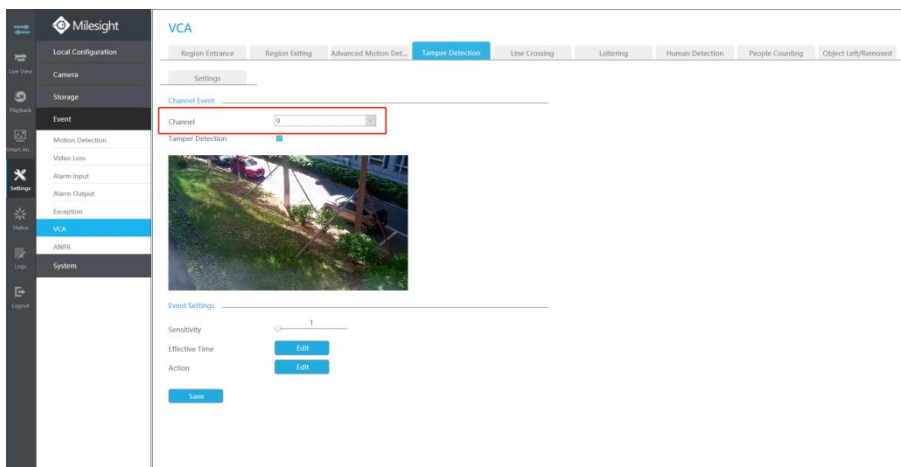 Milesight
Live View
Playback
Smart An...
Settings
Status
Logs
Logout
Local Configuration
Camera
Storage
Event
Motion Detection
Video Loss
Alarm Input
Alarm Output
Exception
VCA
ANPR
System
VCA
Region Entrance Region Exiting Advanced Motion Det... Tamper Detection Line Crossing Loitering Human Detection People Counting Object Left/Removed
Settings
Channel Event
Channel 9
Tamper Detection
Event Settings
Sensitivity 1
Effective Time Edit
Action Edit
Save